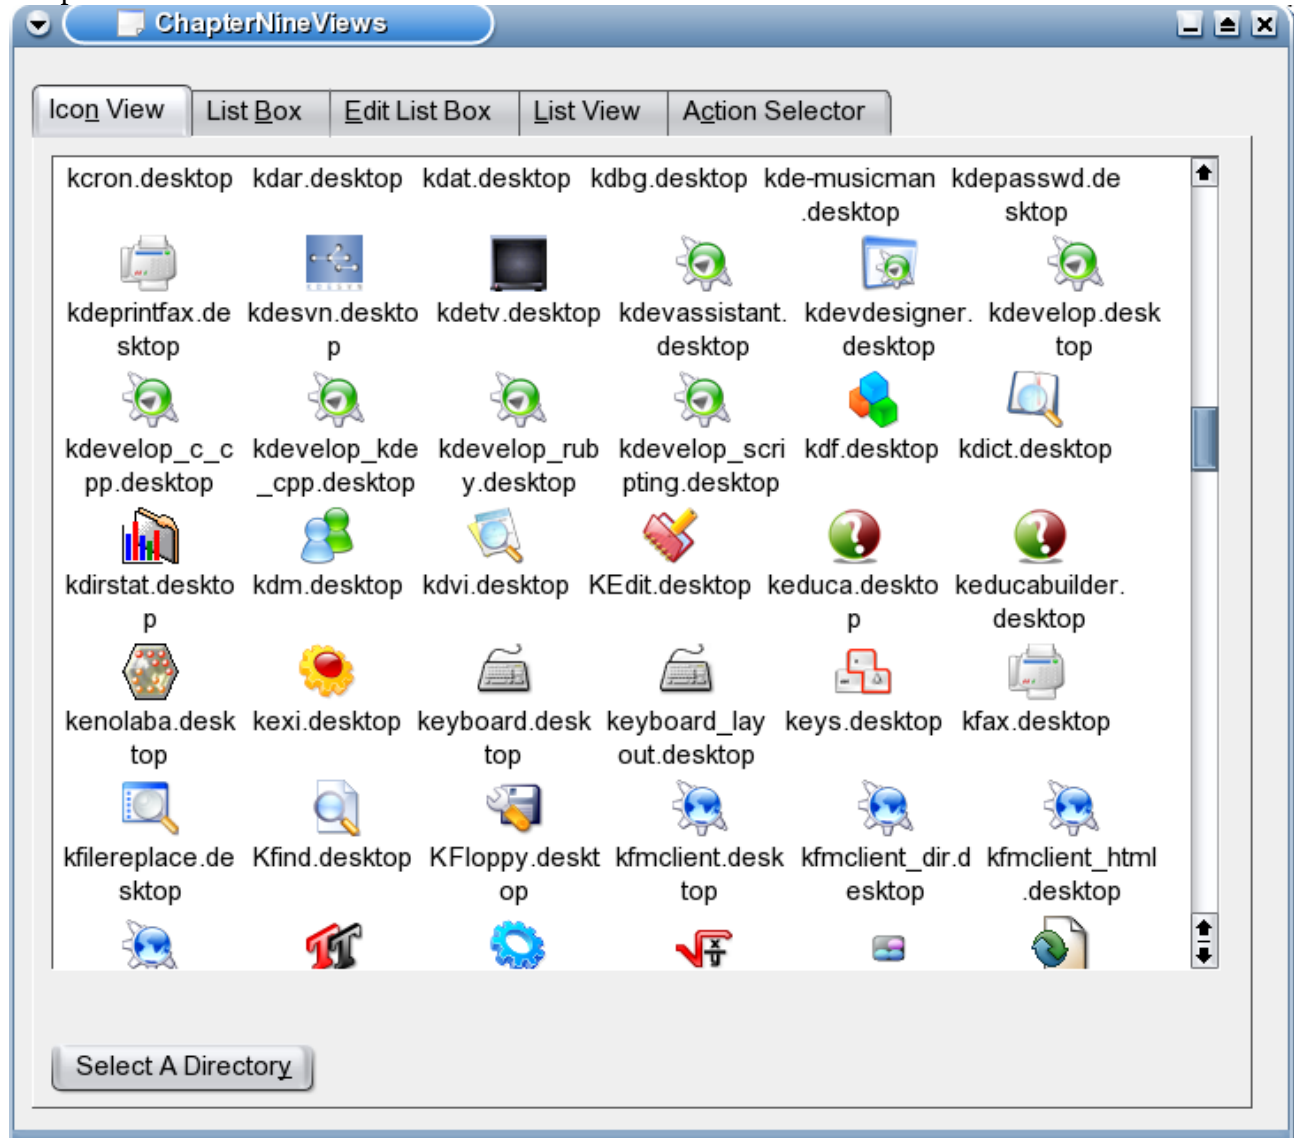 ChapterNineViews
Icon View List Box Edit List Box List View Action Selector
kcron.desktop kdar.desktop kdat.desktop kdbg.desktop kde-musicman kdepasswd.de
.desktop sktop
kdeprintfax.de kdesvn.deskto kdetv.desktop kdevassistant. kdevdesigner. kdevelop.desk
sktop p desktop desktop top
kdevelop_c_c kdevelop_kde kdevelop_rub kdevelop_scri kdf.desktop kdict.desktop
pp.desktop _cpp.desktop y.desktop pting.desktop
kdirstat.deskto kdm.desktop kdvi.desktop KEdit.desktop keduca.deskto keducabuilder.
p p desktop
kenolaba.desk kexi.desktop keyboard.desk keyboard_lay keys.desktop kfax.desktop
top top out.desktop
kfilereplace.de Kfind.desktop KFloppy.deskt kfmclient.desk kfmclient_dir.d kfmclient_html
sktop op top esktop .desktop
Select A Directory